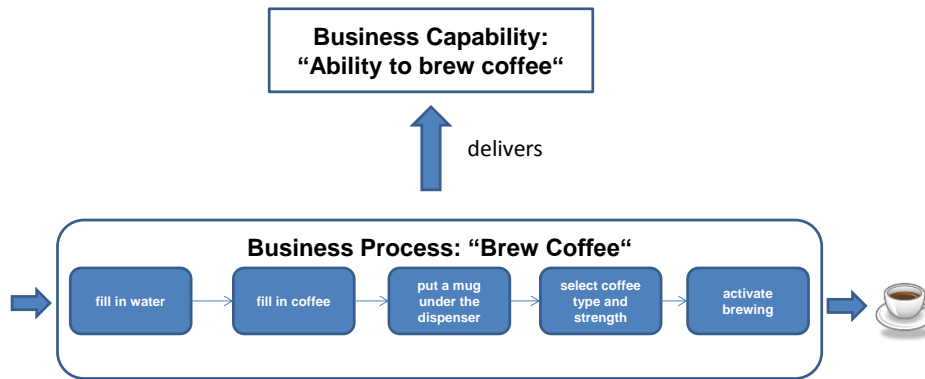 Business Capability:
“Ability to brew coffee“
delivers
Business Process: “Brew Coffee“
fill in water
fill in coffee
put a mug
under the
dispenser
select coffee
type and
strength
activate
brewing